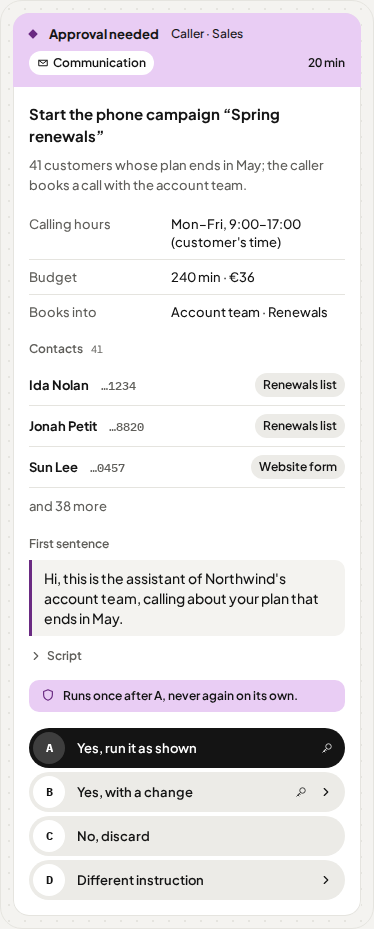 Approval needed Caller · Sales
Communication 20 min
Start the phone campaign “Spring
renewals”
41 customers whose plan ends in May; the caller
books a call with the account team.
Calling hours Mon–Fri, 9:00–17:00
(customer's time)
Budget 240 min · €36
Books into Account team · Renewals
Contacts 41
Ida Nolan …1234 Renewals list
Jonah Petit …8820 Renewals list
Sun Lee …0457 Website form
and 38 more
First sentence
Hi, this is the assistant of Northwind's
account team, calling about your plan that
ends in May.
Script
Runs once after A, never again on its own.
A Yes, run it as shown
B Yes, with a change
C No, discard
D Different instruction